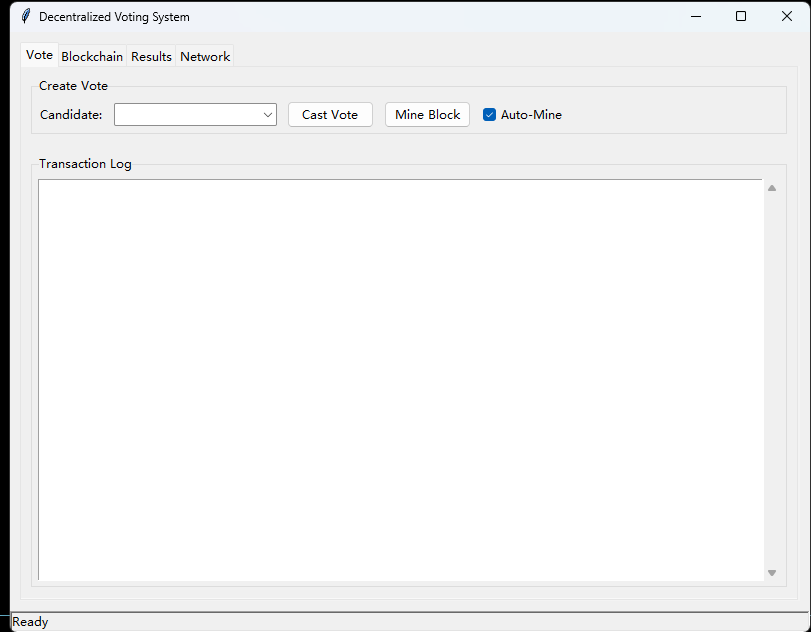 Decentralized Voting System
Vote Blockchain Results Network
Create Vote
Candidate: Cast Vote Mine Block Auto-Mine
Transaction Log
Ready